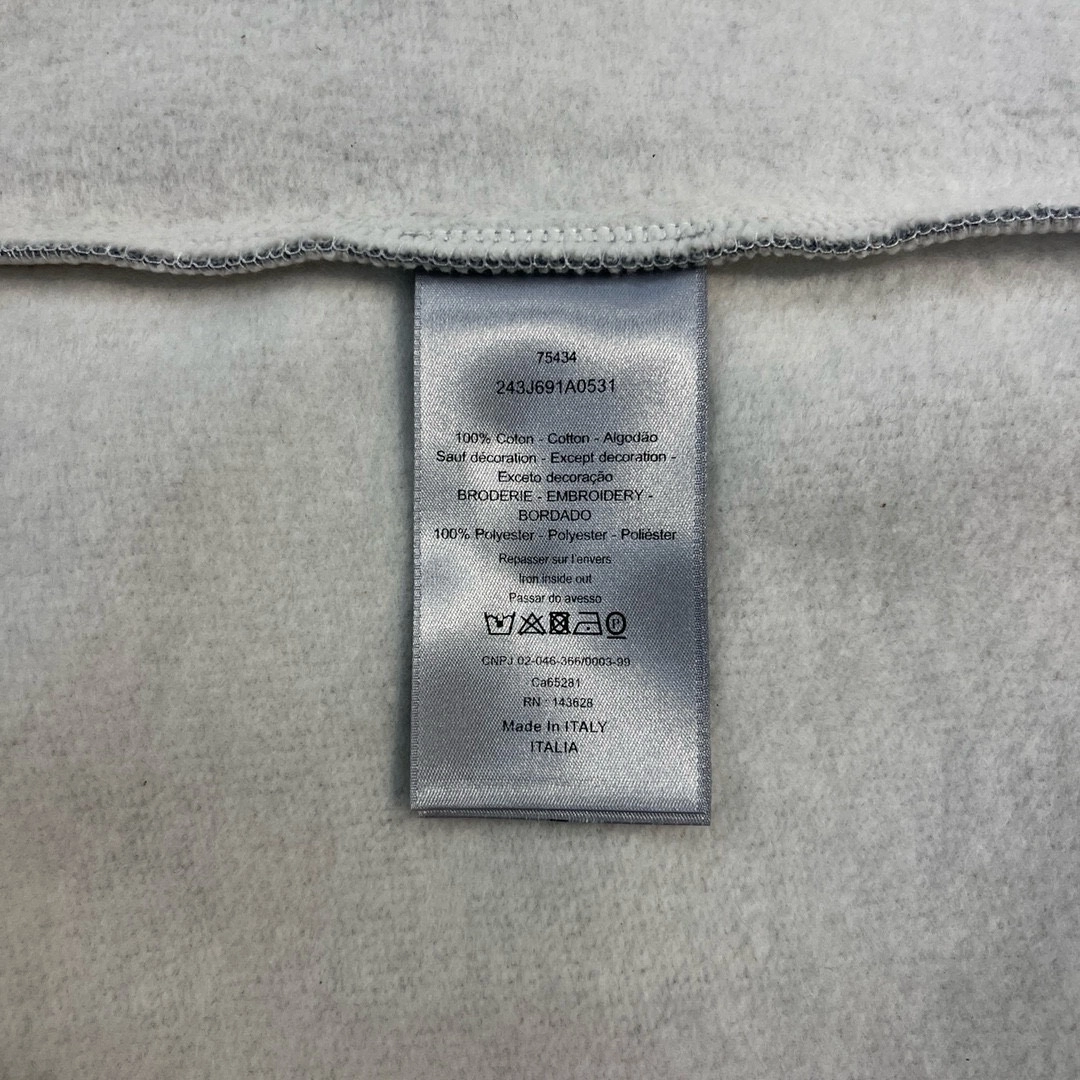 75434
243J691A0531
100% Coton - Cotton - Algodão
Sauf décoration - Except decoration -
Exceto decoração
BRODERIE - EMBROIDERY -
BORDADO
100% Polyester - Polyester - Poliéster
Repasser sur l'envers
Iron inside out
Passar do avesso
CNPJ 02-046-366/0003-99
Ca65281
RN : 143628
Made In ITALY
ITALIA